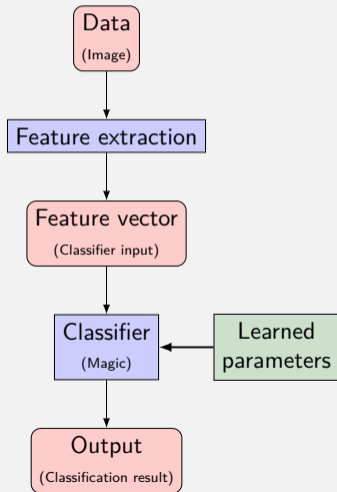 Data
(Image)
Feature extraction
Feature vector
(Classifier input)
Classifier
(Magic)
Learned
parameters
Output
(Classification result)